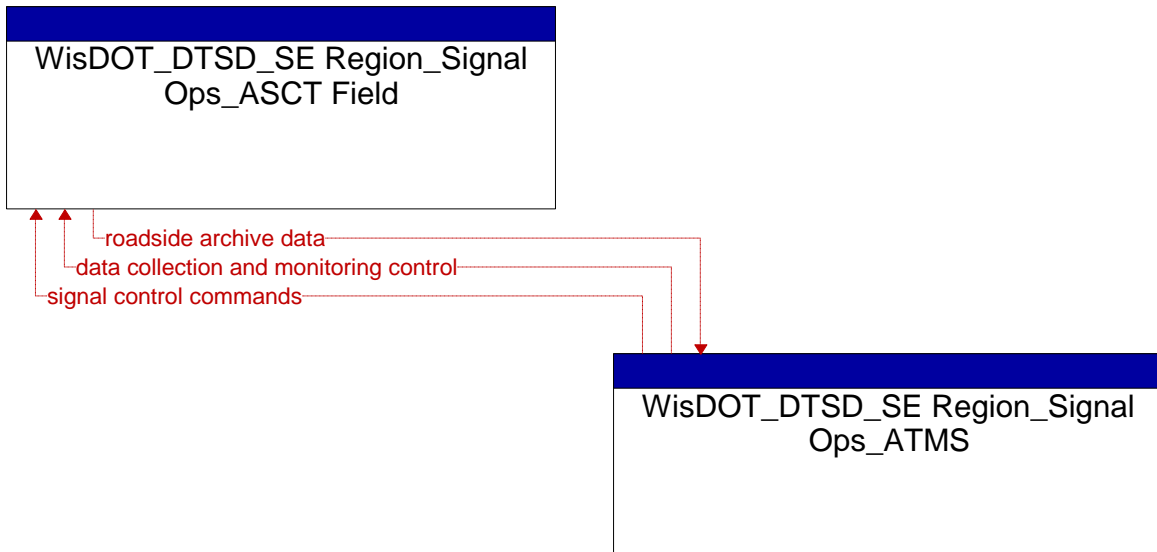 WisDOT_DTSD_SE Region_Signal
Ops_ASCT Field
roadside archive data
data collection and monitoring control
signal control commands
WisDOT_DTSD_SE Region_Signal
Ops_ATMS